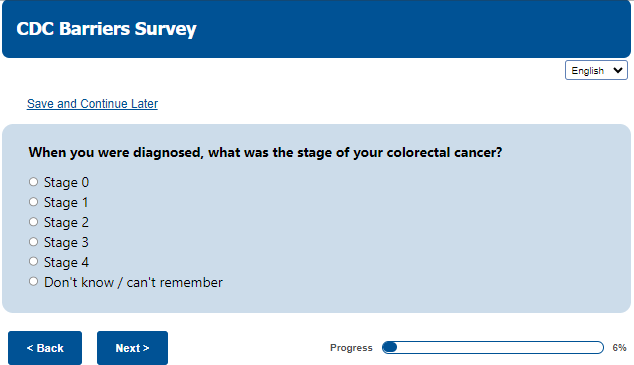 CDC Barriers Survey
English
Save and Continue Later
When you were diagnosed, what was the stage of your colorectal cancer?
Stage 0
Stage 1
Stage 2
Stage 3
Stage 4
Don't know / can't remember
< Back
Next >
Progress
6%